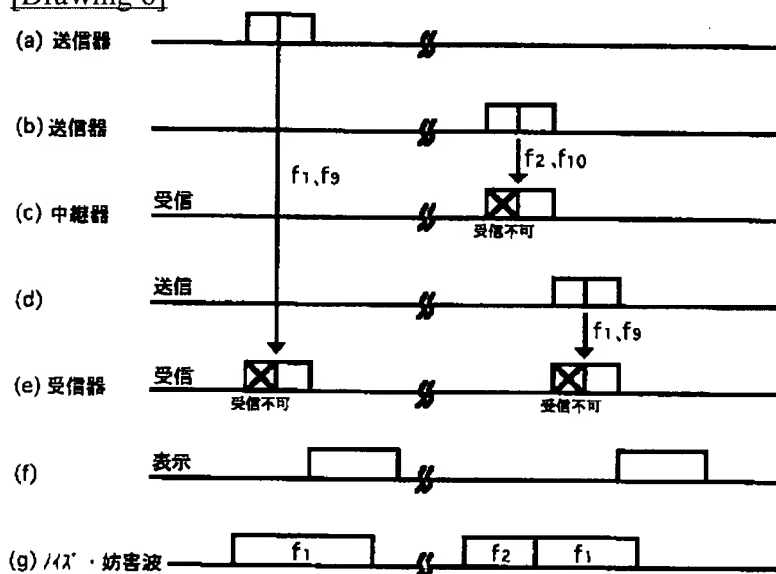 [Drawing 6]
(a) 送信器
(b) 送信器
f1、f9
f2、f10
(c) 中継器 受信
受信不可
(d) 送信
f1、f9
(e) 受信器 受信
受信不可 受信不可
(f) 表示
(g) ﾉｲｽﾞ・妨害波 f1 f2 f1